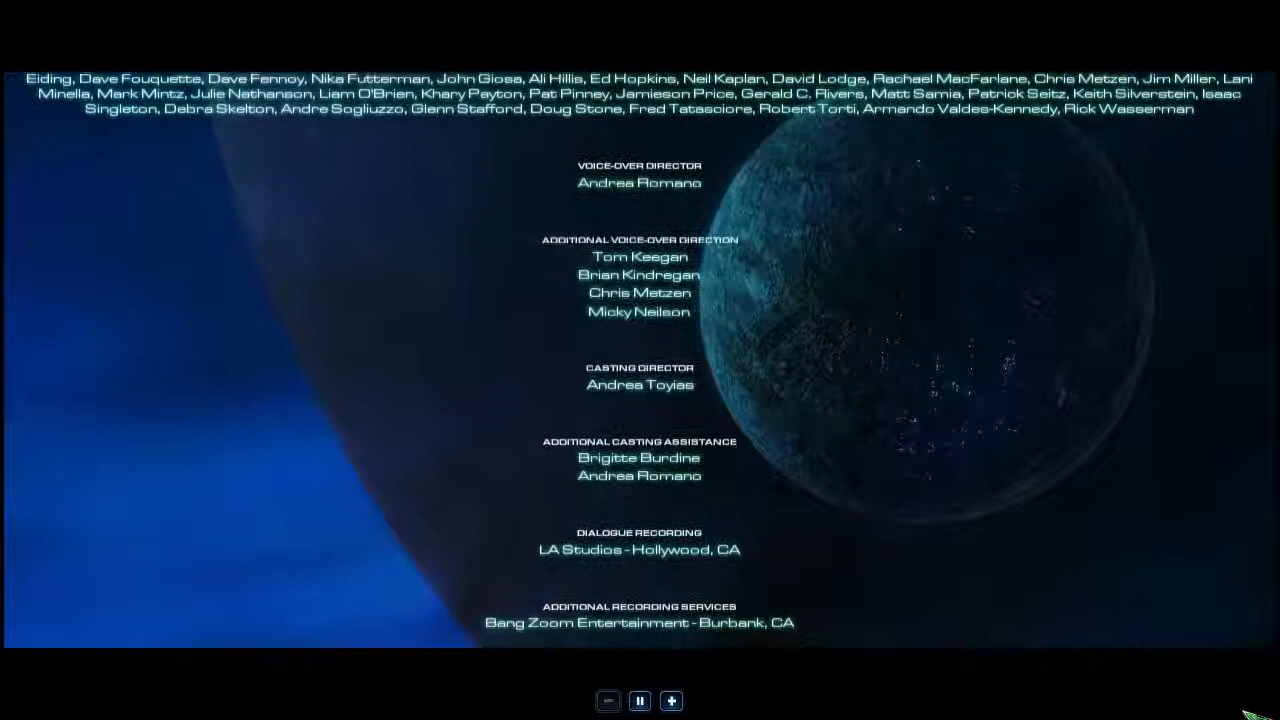 Eiding, Dave Fouquette, Dave Fennoy, Nika Futterman, John Giosa, Ali Hillis, Ed Hopkins, Neil Kaplan, David Lodge, Rachael MacFarlane, Chris Metzen, Jim Miller, Lani
Minella, Mark Mintz, Julie Nathanson, Liam O'Brien, Khary Payton, Pat Pinney, Jamieson Price, Gerald C. Rivers, Matt Samia, Patrick Seitz, Keith Silverstein, Isaac
Singleton, Debra Skelton, Andre Sogliuzzo, Glenn Stafford, Doug Stone, Fred Tatasciore, Robert Torti, Armando Valdes-Kennedy, Rick Wasserman
VOICE-OVER DIRECTOR
Andrea Romano
ADDITIONAL VOICE-OVER DIRECTION
Tom Keegan
Brian Kindregan
Chris Metzen
Micky Neilson
CASTING DIRECTOR
Andrea Toyias
ADDITIONAL CASTING ASSISTANCE
Brigitte Burdine
Andrea Romano
DIALOGUE RECORDING
LA Studios - Hollywood, CA
ADDITIONAL RECORDING SERVICES
Bang Zoom Entertainment - Burbank, CA